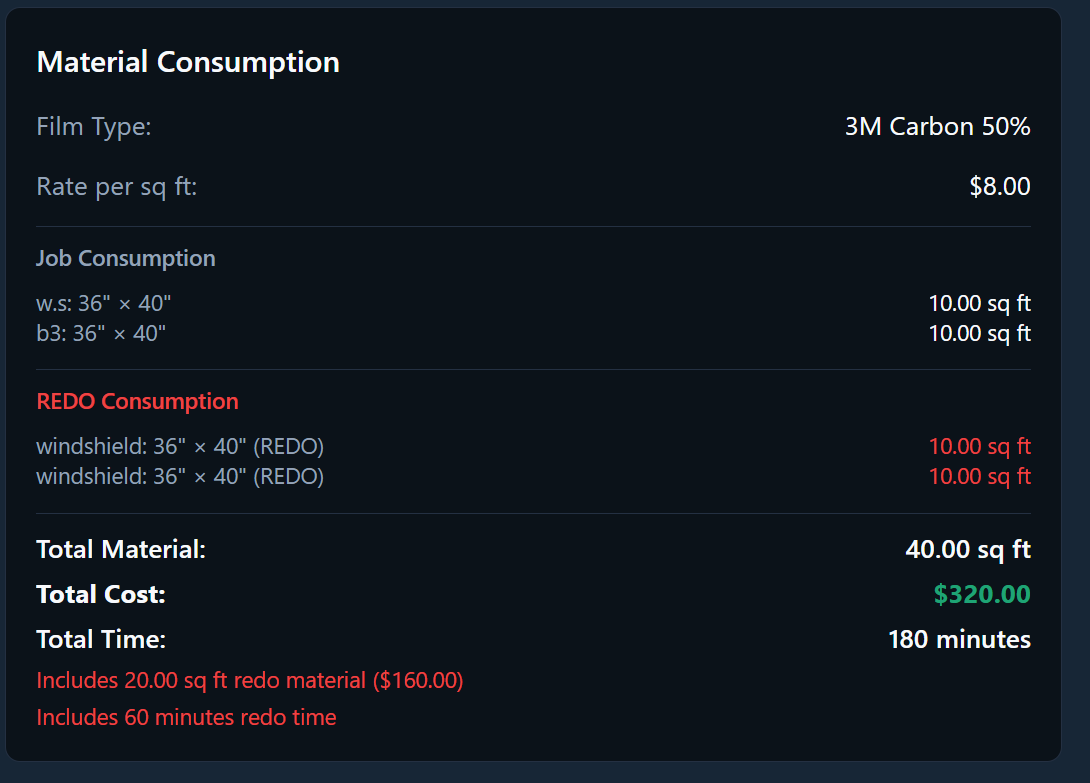 Material Consumption
Film Type: 3M Carbon 50%
Rate per sq ft: $8.00
Job Consumption
w.s: 36" × 40" 10.00 sq ft
b3: 36" × 40" 10.00 sq ft
REDO Consumption
windshield: 36" × 40" (REDO) 10.00 sq ft
windshield: 36" × 40" (REDO) 10.00 sq ft
Total Material: 40.00 sq ft
Total Cost: $320.00
Total Time: 180 minutes
Includes 20.00 sq ft redo material ($160.00)
Includes 60 minutes redo time